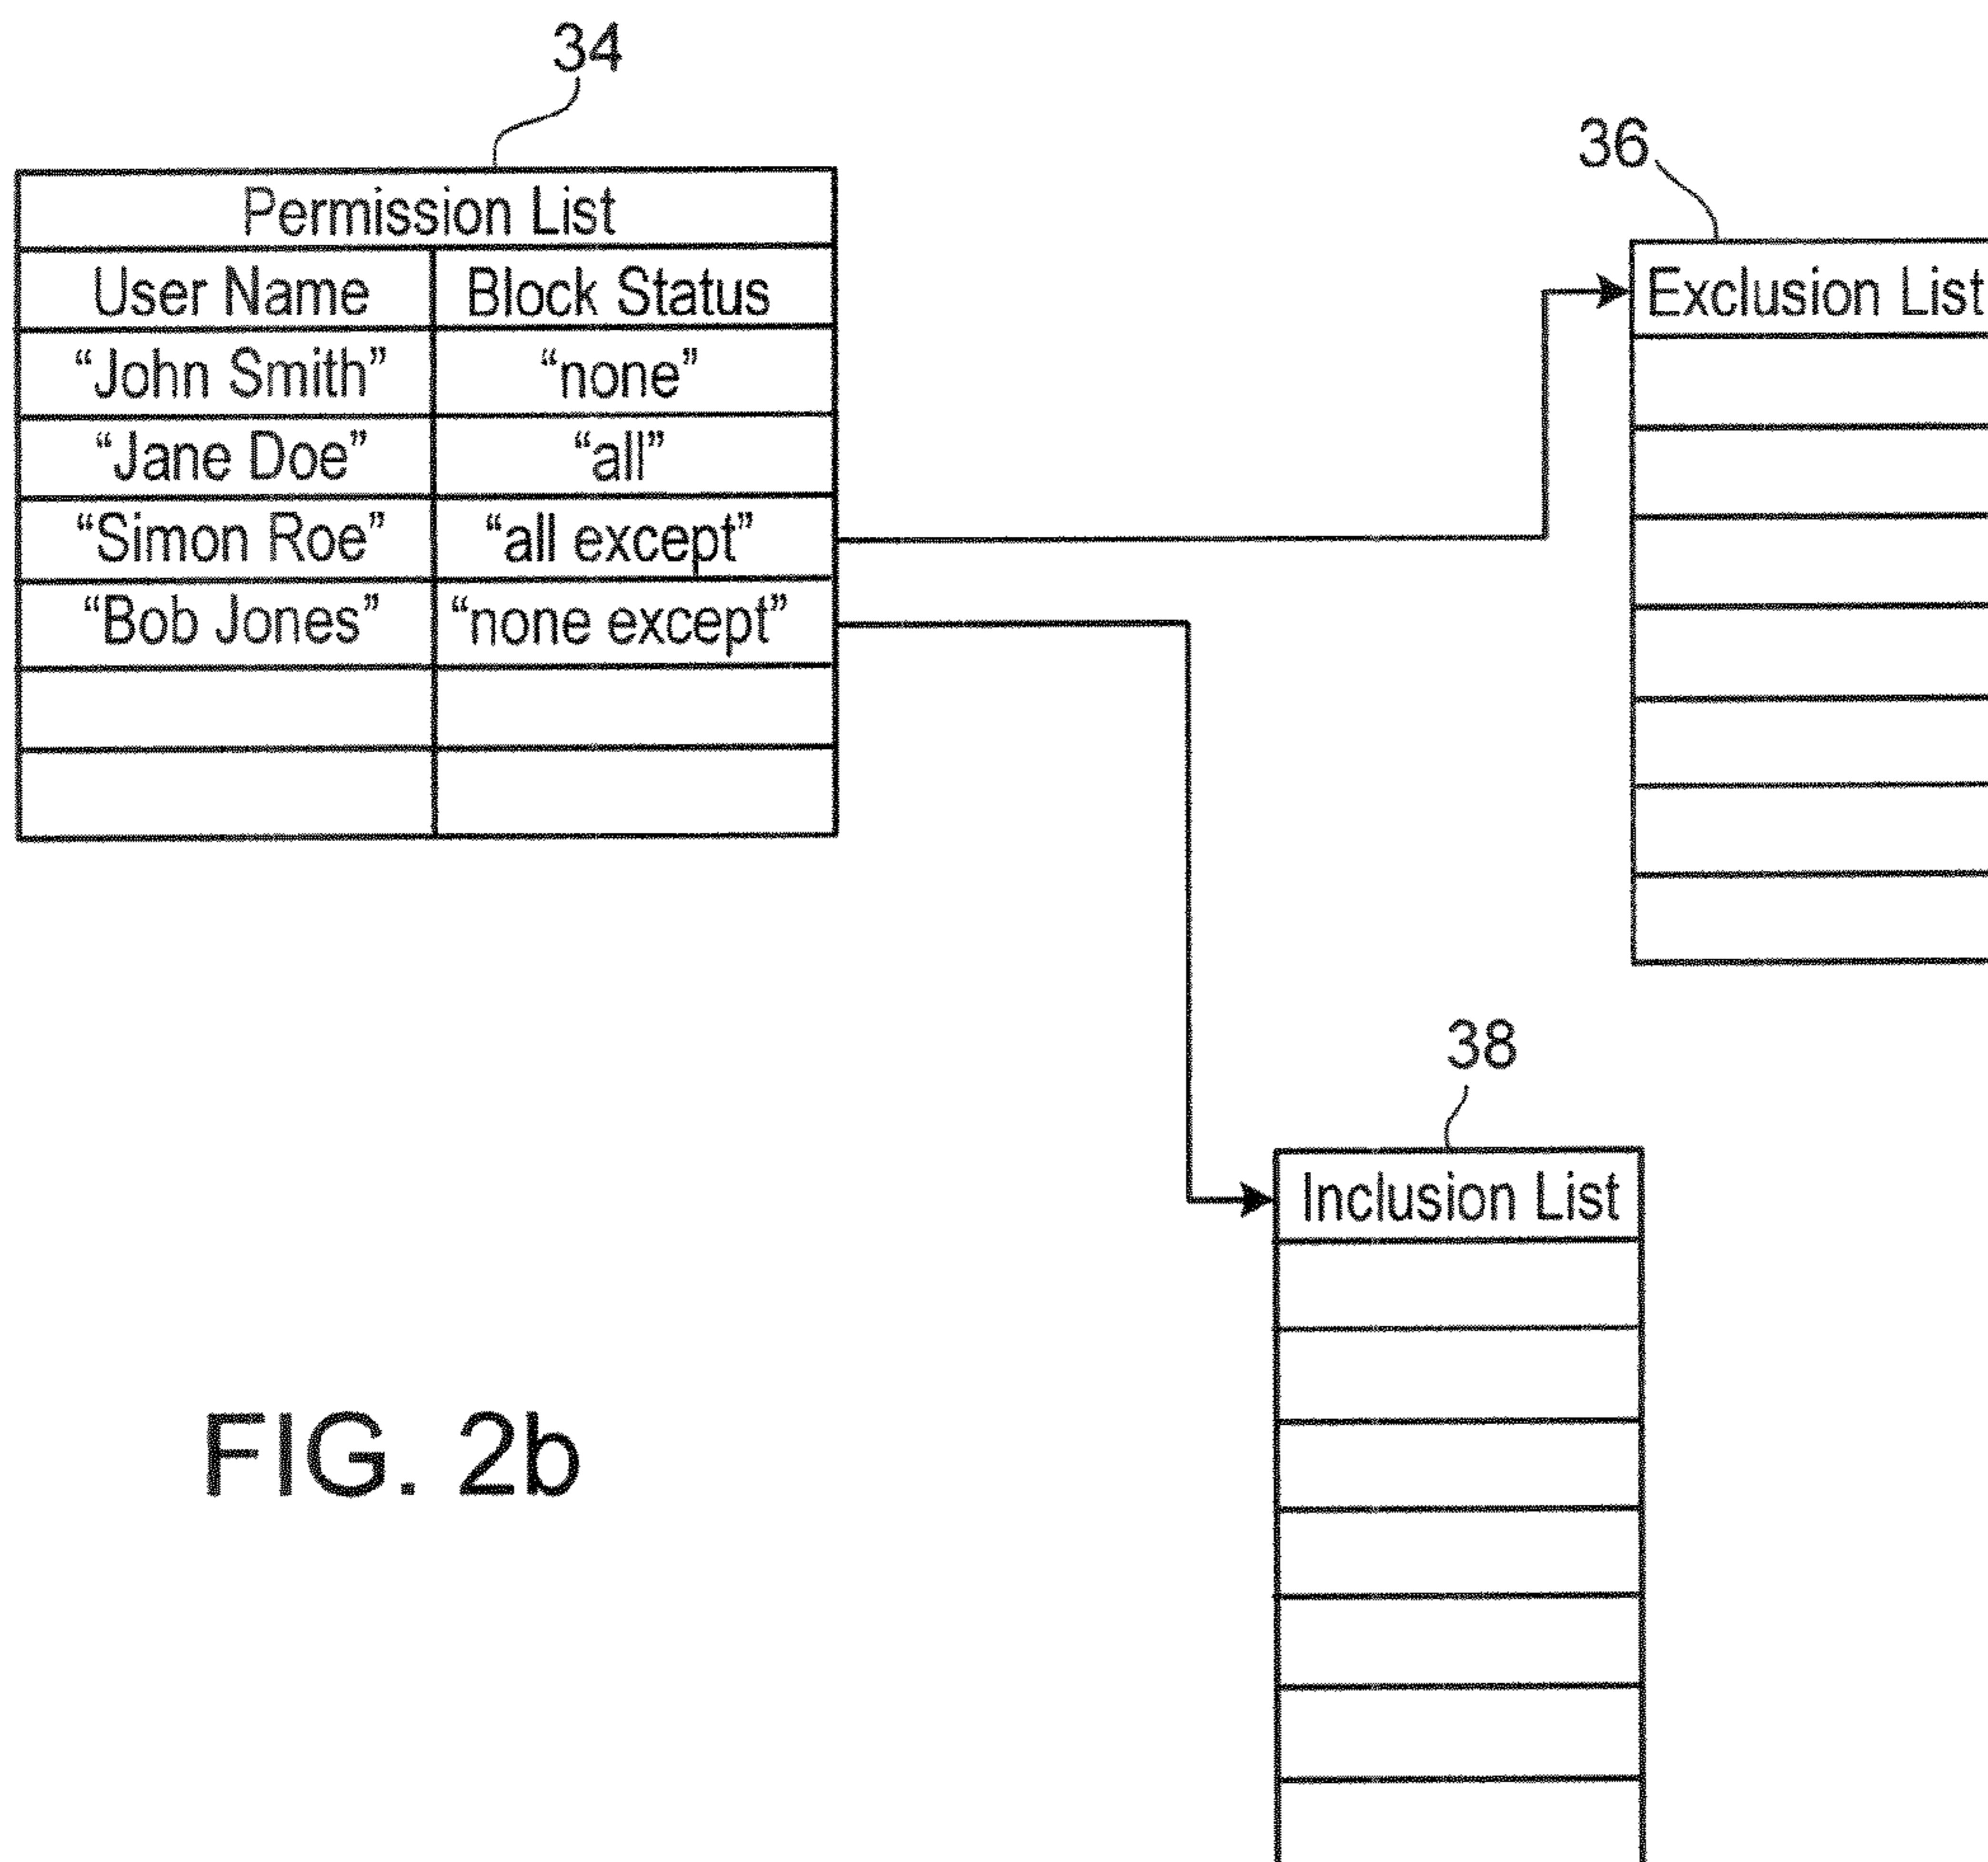 34
Permission List
User Name Block Status
“John Smith” “none”
“Jane Doe” “all”
“Simon Roe” “all except”
“Bob Jones” “none except”
36
Exclusion List
38
Inclusion List
FIG. 2b